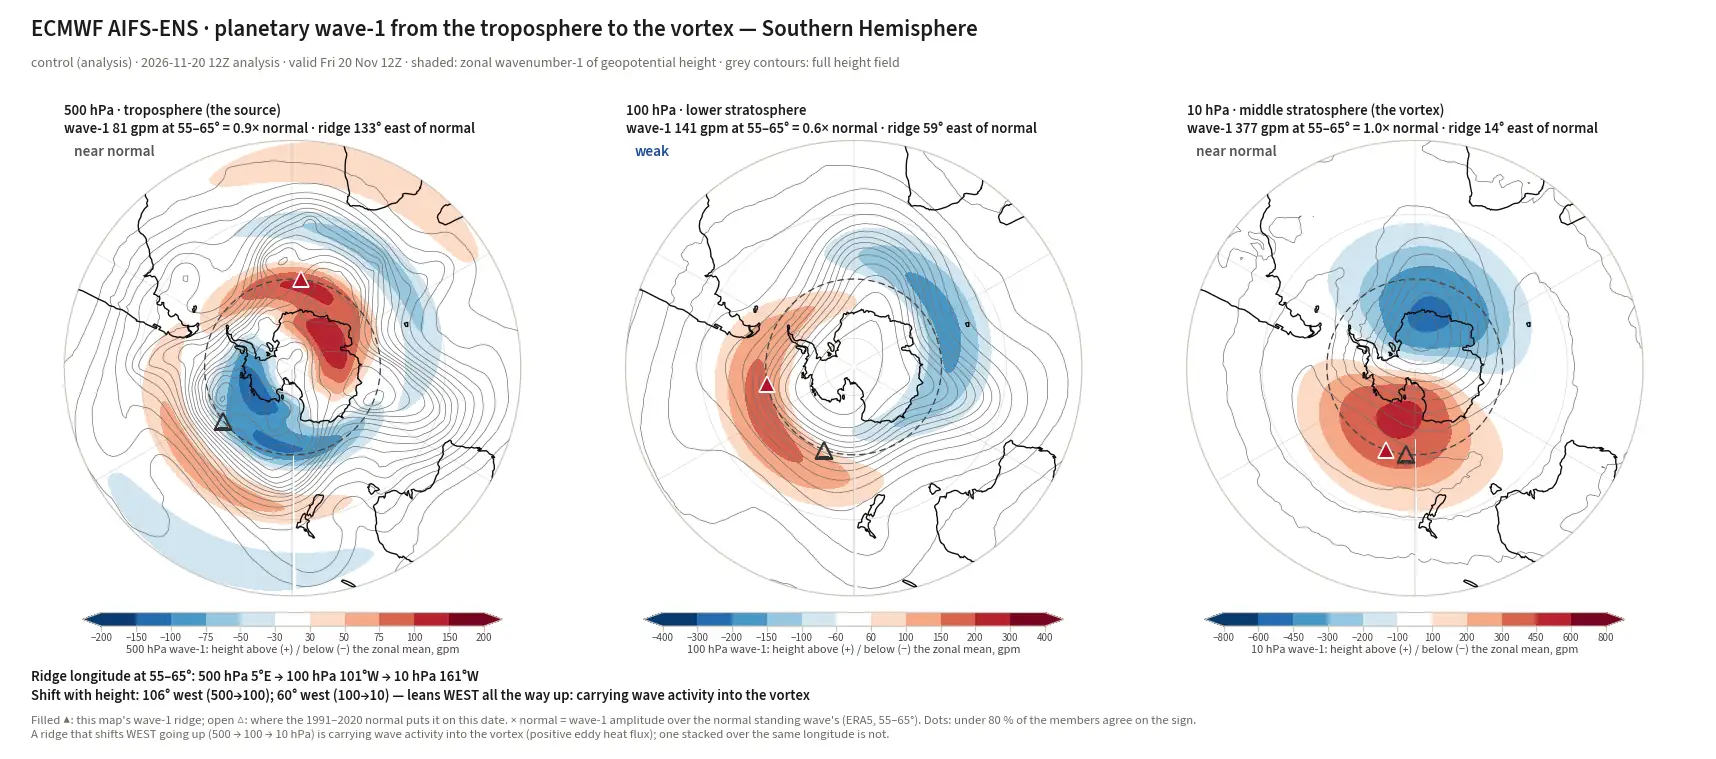 ECMWF AIFS-ENS · planetary wave-1 from the troposphere to the vortex — Southern Hemisphere
control (analysis) · 2026-11-20 12Z analysis · valid Fri 20 Nov 12Z · shaded: zonal wavenumber-1 of geopotential height · grey contours: full height field
500 hPa · troposphere (the source)
wave-1 81 gpm at 55–65° = 0.9× normal · ridge 133° east of normal
near normal
100 hPa · lower stratosphere
wave-1 141 gpm at 55–65° = 0.6× normal · ridge 59° east of normal
weak
10 hPa · middle stratosphere (the vortex)
wave-1 377 gpm at 55–65° = 1.0× normal · ridge 14° east of normal
near normal
−200 −150 −100 −75 −50 −30 30 50 75 100 150 200
500 hPa wave-1: height above (+) / below (−) the zonal mean, gpm
−400 −300 −200 −150 −100 −60 60 100 150 200 300 400
100 hPa wave-1: height above (+) / below (−) the zonal mean, gpm
−800 −600 −450 −300 −200 −100 100 200 300 450 600 800
10 hPa wave-1: height above (+) / below (−) the zonal mean, gpm
Ridge longitude at 55–65°: 500 hPa 5°E → 100 hPa 101°W → 10 hPa 161°W
Shift with height: 106° west (500→100); 60° west (100→10) — leans WEST all the way up: carrying wave activity into the vortex
Filled ▲: this map's wave-1 ridge; open △: where the 1991–2020 normal puts it on this date. × normal = wave-1 amplitude over the normal standing wave's (ERA5, 55–65°). Dots: under 80 % of the members agree on the sign.
A ridge that shifts WEST going up (500 → 100 → 10 hPa) is carrying wave activity into the vortex (positive eddy heat flux); one stacked over the same longitude is not.